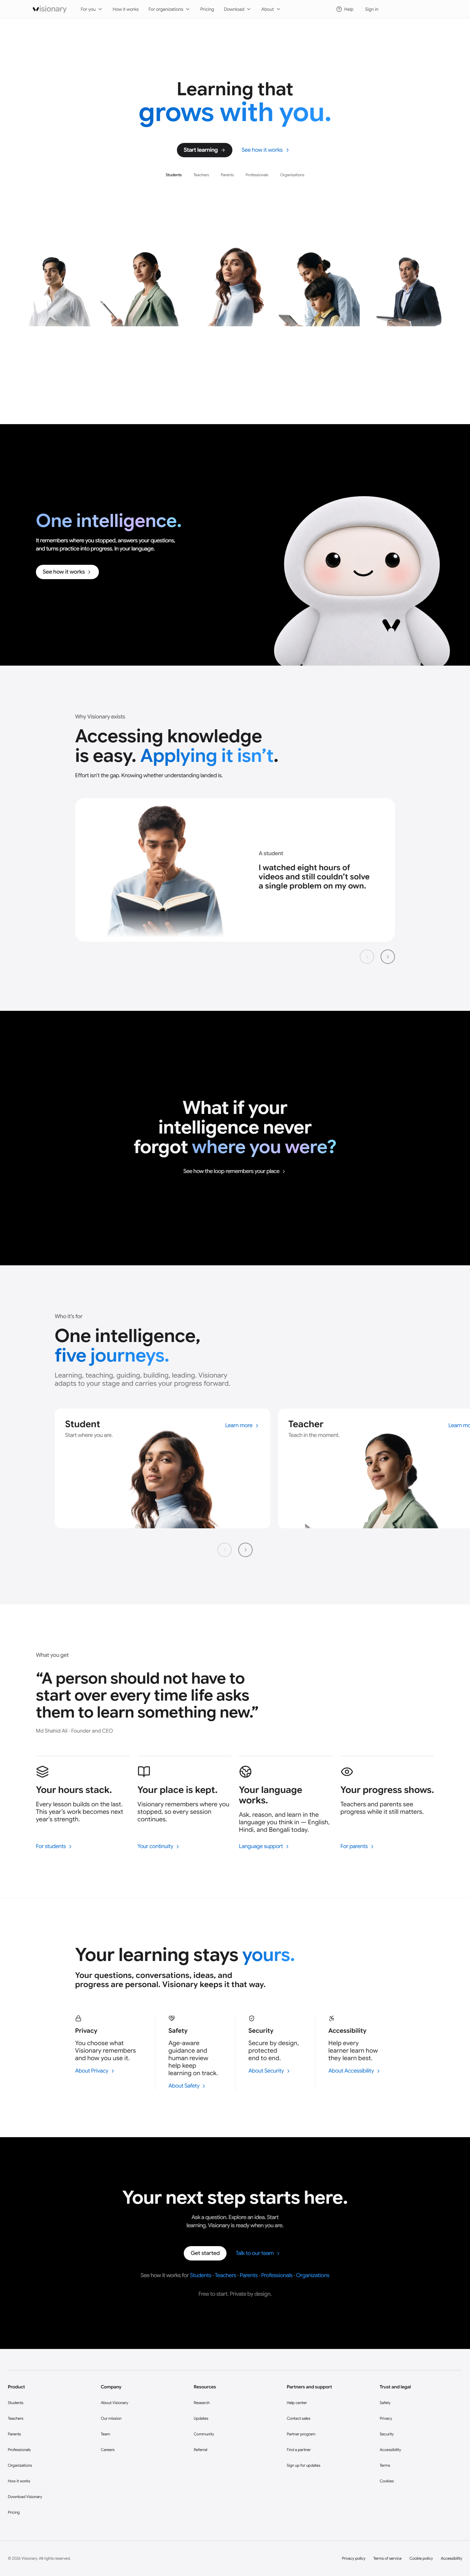 visionary
For you
How it works
For organizations
Pricing
Download
About
Help
Sign in
Learning that
grows with you.
Start learning
See how it works
Students
Teachers
Parents
Professionals
Organizations
One intelligence.
It remembers where you stopped, answers your questions,
and turns practice into progress. In your language.
See how it works
Why Visionary exists
Accessing knowledge
is easy. Applying it isn't.
Effort isn't the gap. Knowing whether understanding landed is.
A student
I watched eight hours of
videos and still couldn't solve
a single problem on my own.
What if your
intelligence never
forgot where you were?
See how the loop remembers your place
Who it's for
One intelligence,
five journeys.
Learning, teaching, guiding, building, leading. Visionary
adapts to your stage and carries your progress forward.
Student
Learn more
Start where you are.
Teacher
Learn mo
Teach in the moment.
What you get
“A person should not have to
start over every time life asks
them to learn something new.”
Md Shahid Ali · Founder and CEO
Your hours stack.
Every lesson builds on the last.
This year's work becomes next
year's strength.
For students
Your place is kept.
Visionary remembers where you
stopped, so every session
continues.
Your continuity
Your language
works.
Ask, reason, and learn in the
language you think in — English,
Hindi, and Bengali today.
Language support
Your progress shows.
Teachers and parents see
progress while it still matters.
For parents
Your learning stays yours.
Your questions, conversations, ideas, and
progress are personal. Visionary keeps it that way.
Privacy
You choose what
Visionary remembers
and how you use it.
About Privacy
Safety
Age-aware
guidance and
human review
help keep
learning on track.
About Safety
Security
Secure by design,
protected
end to end.
About Security
Accessibility
Help every
learner learn how
they learn best.
About Accessibility
Your next step starts here.
Ask a question. Explore an idea. Start
learning. Visionary is ready when you are.
Get started
Talk to our team
See how it works for Students · Teachers · Parents · Professionals · Organizations
Free to start. Private by design.
Product
Students
Teachers
Parents
Professionals
Organizations
How it works
Download Visionary
Pricing
Company
About Visionary
Our mission
Team
Careers
Resources
Research
Updates
Community
Referral
Partners and support
Help center
Contact sales
Partner program
Find a partner
Sign up for updates
Trust and legal
Safety
Privacy
Security
Accessibility
Terms
Cookies
© 2026 Visionary. All rights reserved.
Privacy policy
Terms of service
Cookie policy
Accessibility